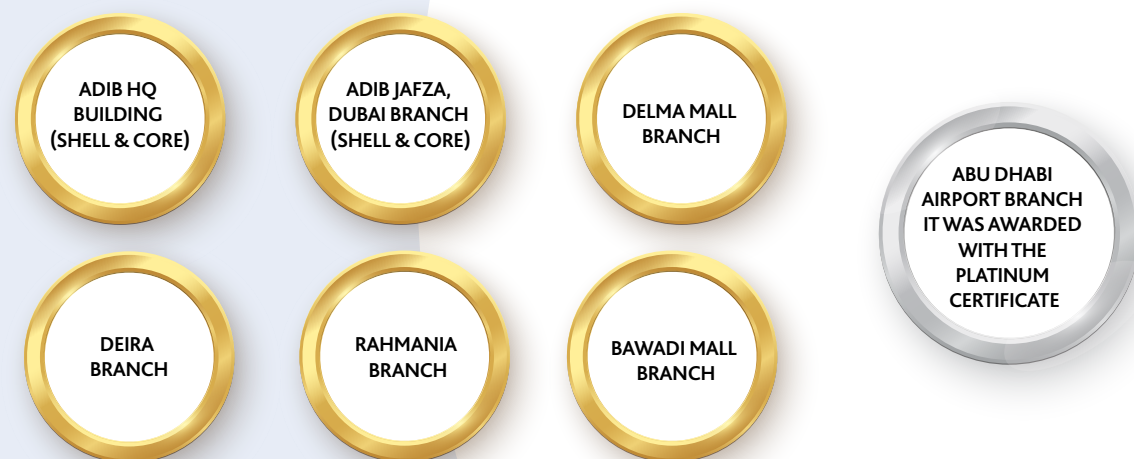 ADIB HQ
BUILDING
(SHELL & CORE)
ADIB JAFZA,
DUBAI BRANCH
(SHELL & CORE)
DELMA MALL
BRANCH
ABU DHABI
AIRPORT BRANCH
IT WAS AWARDED
WITH THE
PLATINUM
CERTIFICATE
DEIRA
BRANCH
RAHMANIA
BRANCH
BAWADI MALL
BRANCH